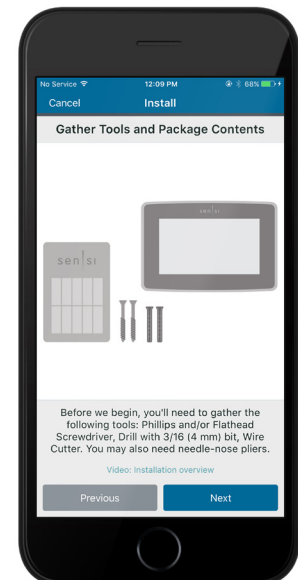 No Service 12:09 PM 68%
Cancel Install
Gather Tools and Package Contents
sensi
sensi
Before we begin, you'll need to gather the
following tools: Phillips and/or Flathead
Screwdriver, Drill with 3/16 (4 mm) bit, Wire
Cutter. You may also need needle-nose pliers.
Video: Installation overview
Previous Next